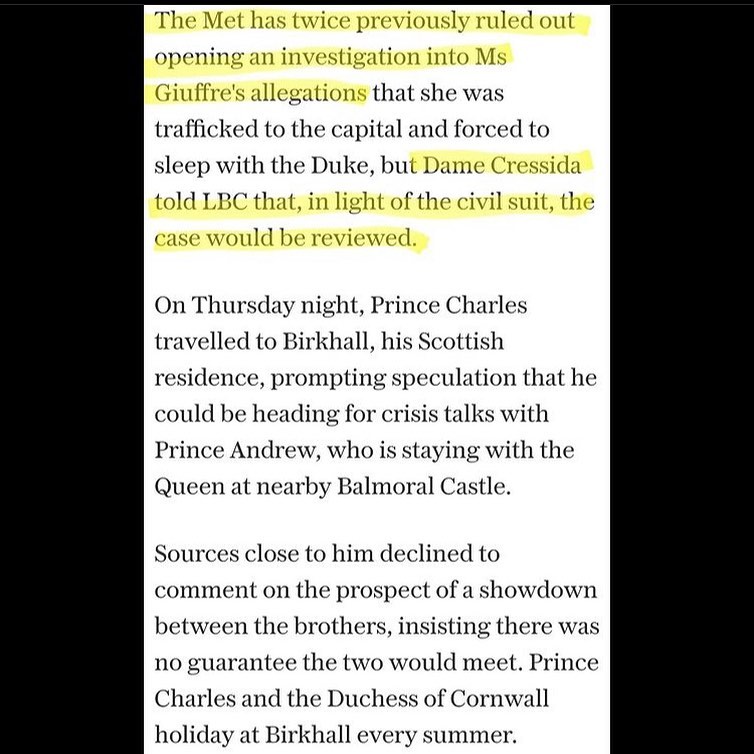 The Met has twice previously ruled out
opening an investigation into Ms
Giuffre's allegations that she was
trafficked to the capital and forced to
sleep with the Duke, but Dame Cressida
told LBC that, in light of the civil suit, the
case would be reviewed.
On Thursday night, Prince Charles
travelled to Birkhall, his Scottish
residence, prompting speculation that he
could be heading for crisis talks with
Prince Andrew, who is staying with the
Queen at nearby Balmoral Castle.
Sources close to him declined to
comment on the prospect of a showdown
between the brothers, insisting there was
no guarantee the two would meet. Prince
Charles and the Duchess of Cornwall
holiday at Birkhall every summer.